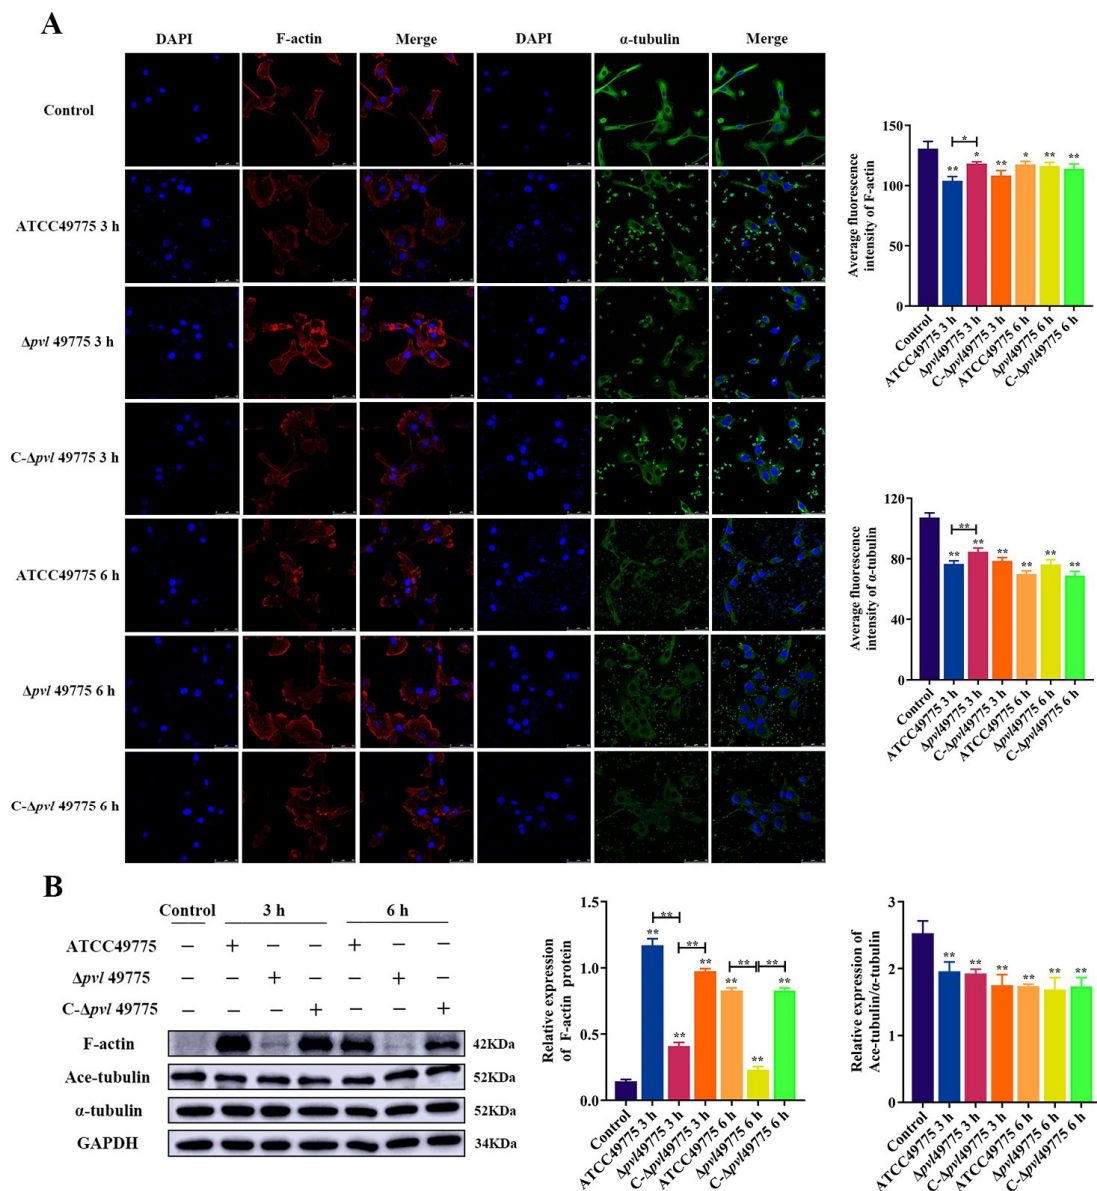 A
DAPI F-actin Merge DAPI α-tubulin Merge
Control
ATCC49775 3 h
Δpvl 49775 3 h
C-Δpvl 49775 3 h
ATCC49775 6 h
Δpvl 49775 6 h
C-Δpvl 49775 6 h
Average fluorescence
intensity of F-actin
150
100
50
0
** * * ** * ** **
Control
ATCC49775 3 h
Δpvl49775 3 h
C-Δpvl49775 3 h
ATCC49775 6 h
Δpvl49775 6 h
C-Δpvl49775 6 h
Average fluorescence
intensity of α-tubulin
120
80
40
0
** ** ** ** ** ** **
Control
ATCC49775 3 h
Δpvl49775 3 h
C-Δpvl49775 3 h
ATCC49775 6 h
Δpvl49775 6 h
C-Δpvl49775 6 h
B
Control 3 h 6 h
ATCC49775 – + – – + – –
Δpvl 49775 – – + – – + –
C-Δpvl 49775 – – – + – – +
F-actin 42KDa
Ace-tubulin 52KDa
α-tubulin 52KDa
GAPDH 34KDa
Relative expression
of F-actin protein
1.5
1.0
0.5
0.0
** ** ** ** ** ** ** ** ** **
Control
ATCC49775 3 h
Δpvl49775 3 h
C-Δpvl49775 3 h
ATCC49775 6 h
Δpvl49775 6 h
C-Δpvl49775 6 h
Relative expression of
Ace-tubulin/α-tubulin
3
2
1
0
** ** ** ** ** **
Control
ATCC49775 3 h
Δpvl49775 3 h
C-Δpvl49775 3 h
ATCC49775 6 h
Δpvl49775 6 h
C-Δpvl49775 6 h